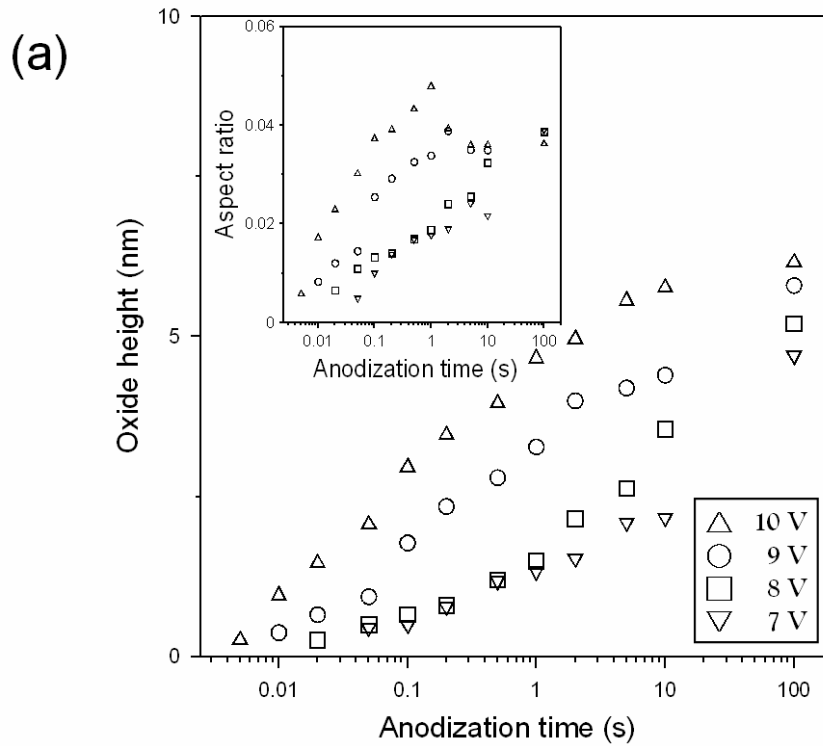 (a)
10
5
0
Oxide height (nm)
0.01 0.1 1 10 100
Anodization time (s)
0.06
0.04
0.02
0
Aspect ratio
0.01 0.1 1 10 100
Anodization time (s)
10 V
9 V
8 V
7 V